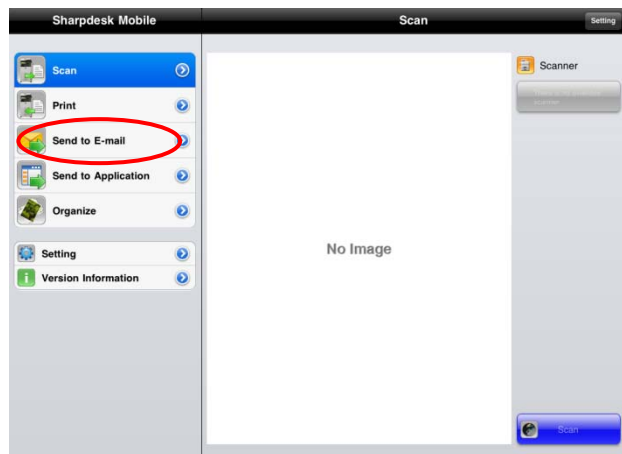 Sharpdesk Mobile
Scan
Setting
Scan
Print
Send to E-mail
Send to Application
Organize
Setting
Version Information
No Image
Scanner
Scan